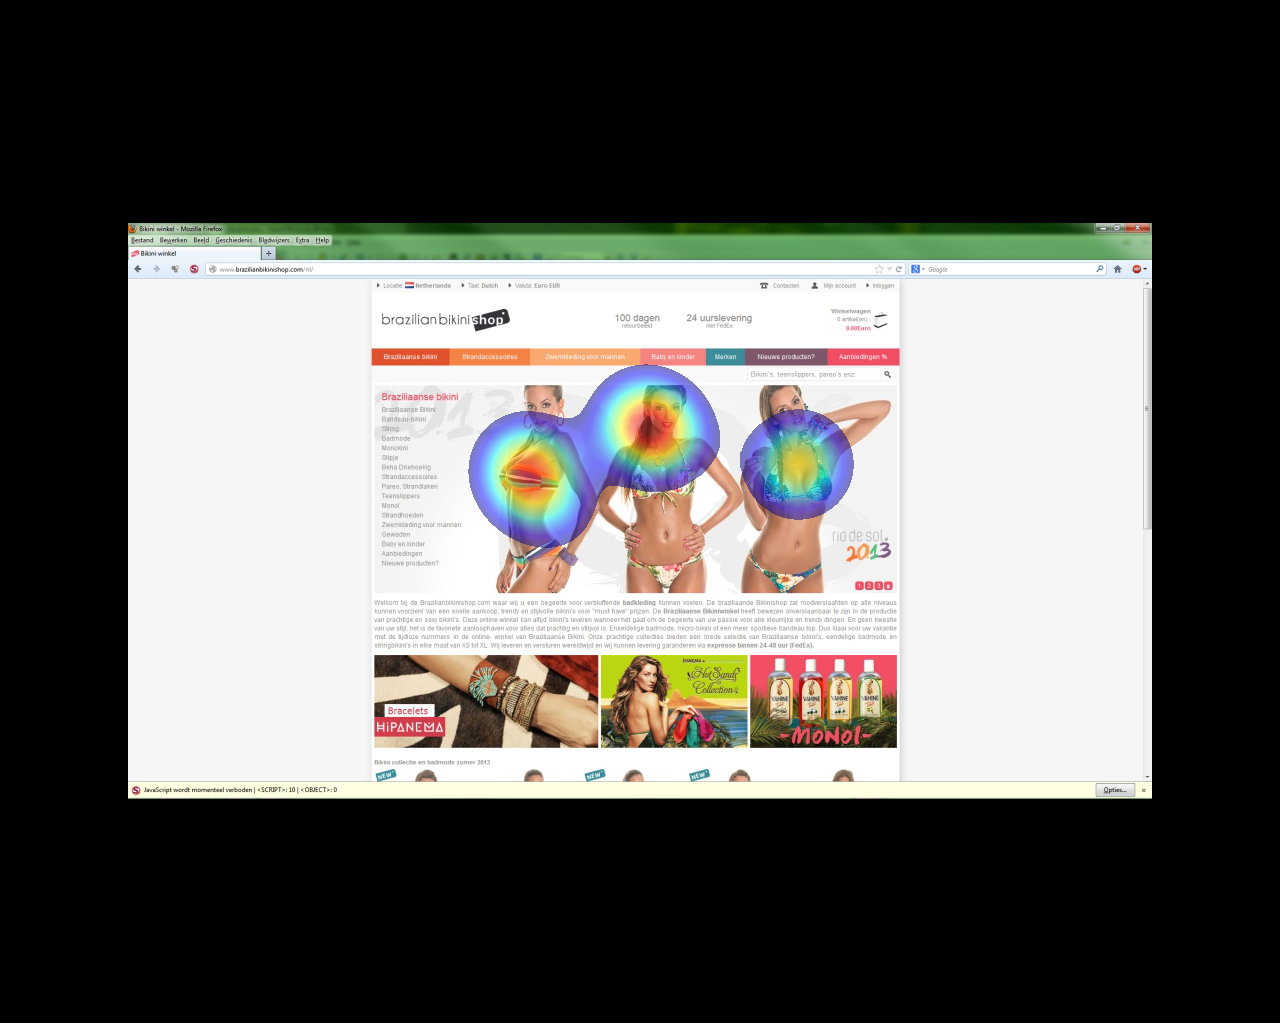 Bikini winkel - Mozilla Firefox
Bestand Bewerken Beeld Geschiedenis Bladwijzers Extra Help
Bikini winkel
www.brazilianbikinishop.com/nl/
Google
Locatie: Netherlands Taal: Dutch Valuta: Euro EUR Contacten Mijn account Inloggen
brazilianbikinishop
100 dagen
retourbeleid
24 uurslevering
met FedEx
Winkelwagen
0 artikel(en)
0.00Euro
Braziliaanse bikini Strandaccessoires Zwemkleding voor mannen Baby en kinder Merken Nieuwe producten? Aanbiedingen %
Bikini's, teenslippers, pareo's enz.
2013
Braziliaanse bikini
Braziliaanse Bikini
Bandeau-bikini
String
Badmode
Monokini
Slipje
Beha Driehoekig
Strandaccessoires
Pareo, Strandlaken
Teenslippers
Monoi
Strandhoeden
Zwemkleding voor mannen
Gewaden
Baby en kinder
Aanbiedingen
Nieuwe producten?
rio de sol
2013
1 2 3
Welkom bij de Brazilianbikinishop.com waar wij u een begeerte voor verbluffende badkleding kunnen voelen. De braziliaande Bikinishop zal modverslaafden op alle niveaus
kunnen voorzien! Van een snelle aankoop, trendy en stijlvolle bikini's voor "must have" prijzen. De Braziliaanse Bikiniwinkel heeft bewezen onverslaanbaar te zijn in de productie
van prachtige en sexy bikini's. Deze online-winkel kan altijd bikini's leveren wanneer het gaat om de begeerte van uw passie voor alle kleurrijke en trendy dingen. En geen kwestie
van uw stijl, het is de favoriete aanloophaven voor alles dat prachtig en stijlvol is. Enkeldige badmode, micro-bikini of een meer sportieve bandeau top. Dus klaar voor uw vakantie
met de tijdloze nummers in de online- winkel van Braziliaanse Bikini. Onze prachtige collecties bieden een brede selectie van Braziliaanse bikini's, eendelige badmode en
stringbikini's in elke maat van XS tot XL. Wij leveren en versturen wereldwijd en wij kunnen levering garanderen via expresse binnen 24-48 uur (FedEx).
Bracelets
HiPANEMA
Hot Sands
Collection
VAHINE VAHINE VAHINE VAHINE
MONOI
Bikini collectie en badmode zomer 2013
NEW NEW NEW
JavaScript wordt momenteel verboden | <SCRIPT>: 10 | <OBJECT>: 0
Opties...